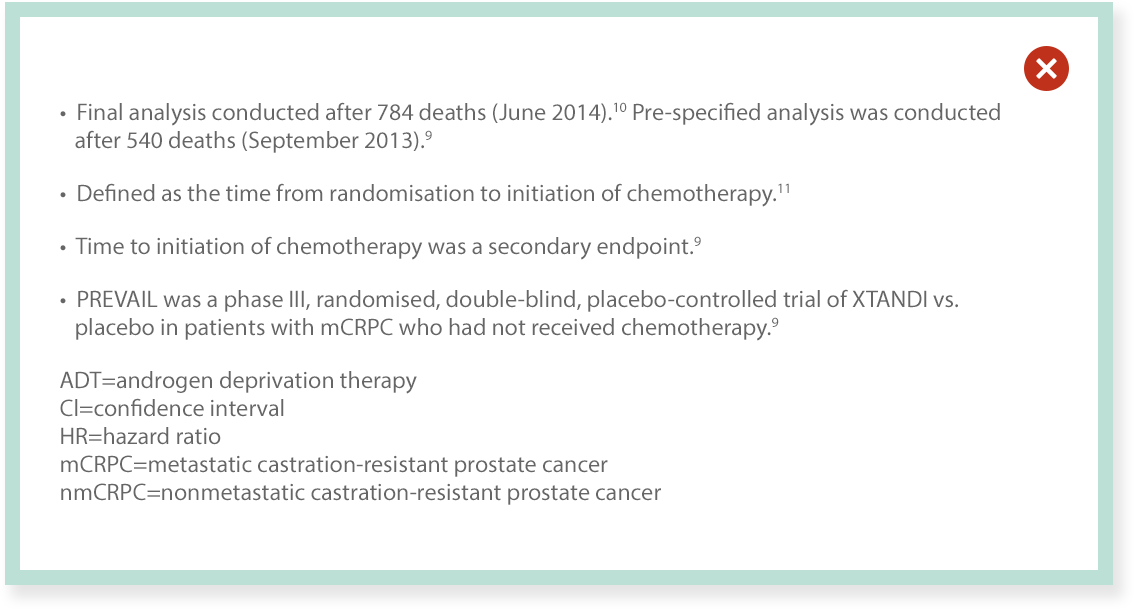 • Final analysis conducted after 784 deaths (June 2014).¹⁰ Pre-specified analysis was conducted
after 540 deaths (September 2013).⁹
• Defined as the time from randomisation to initiation of chemotherapy.¹¹
• Time to initiation of chemotherapy was a secondary endpoint.⁹
• PREVAIL was a phase III, randomised, double-blind, placebo-controlled trial of XTANDI vs.
placebo in patients with mCRPC who had not received chemotherapy.⁹
ADT=androgen deprivation therapy
CI=confidence interval
HR=hazard ratio
mCRPC=metastatic castration-resistant prostate cancer
nmCRPC=nonmetastatic castration-resistant prostate cancer